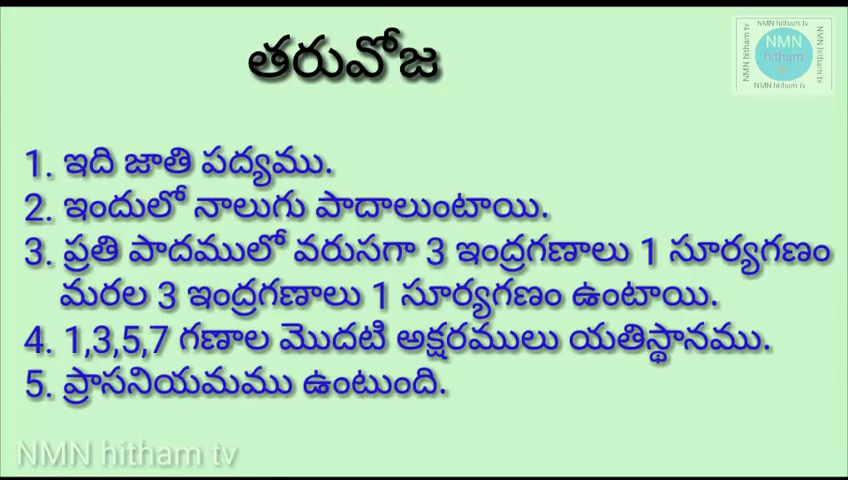 తరువోజ
NMN hitham tv
NMN hitham tv
NMN
hitham
tv
NMN hitham tv
NMN hitham tv
1. ఇది జాతి పద్యము.
2. ఇందులో నాలుగు పాదాలుంటాయి.
3. ప్రతి పాదములో వరుసగా 3 ఇంద్రగణాలు 1 సూర్యగణం
మరల 3 ఇంద్రగణాలు 1 సూర్యగణం ఉంటాయి.
4. 1,3,5,7 గణాల మొదటి అక్షరములు యతిస్థానము.
5. ప్రాసనియమము ఉంటుంది.
NMN hitham tv